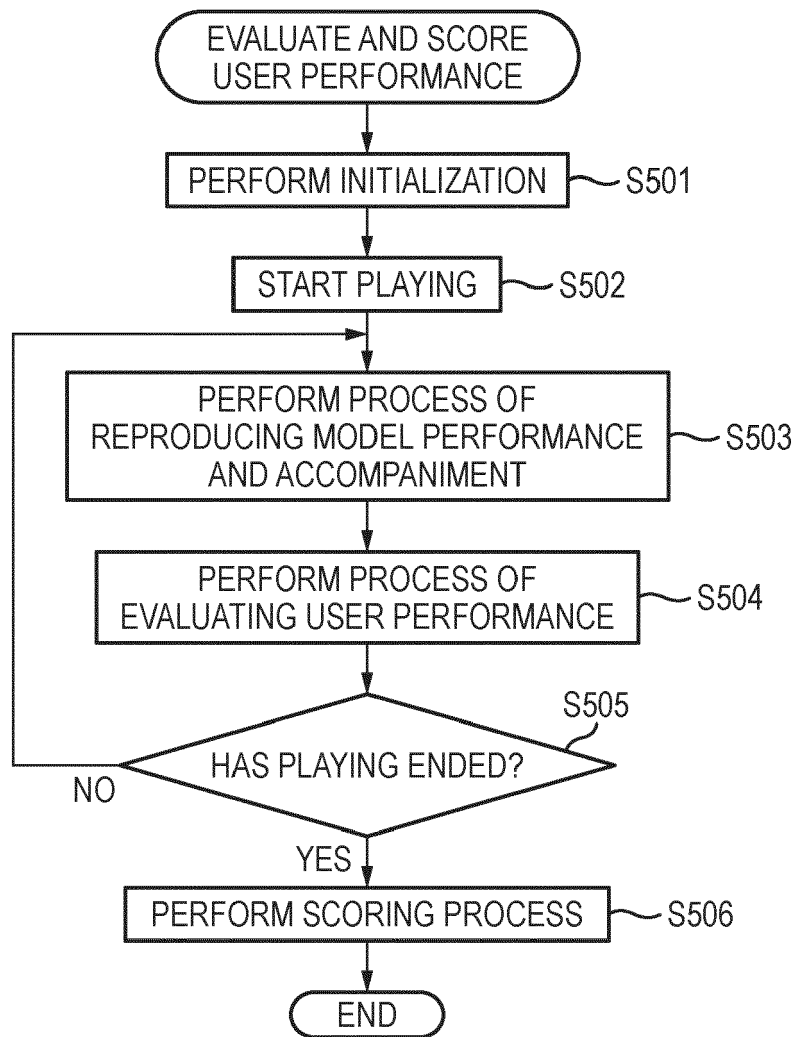 EVALUATE AND SCORE
USER PERFORMANCE
PERFORM INITIALIZATION
S501
START PLAYING
S502
PERFORM PROCESS OF
REPRODUCING MODEL PERFORMANCE
AND ACCOMPANIMENT
S503
PERFORM PROCESS OF
EVALUATING USER PERFORMANCE
S504
S505
HAS PLAYING ENDED?
NO
YES
PERFORM SCORING PROCESS
S506
END